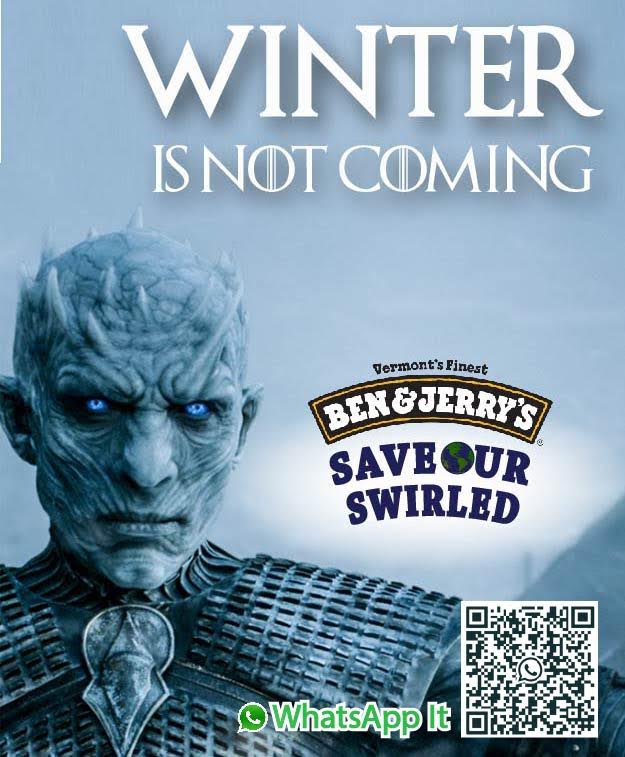 WINTER
IS NOT COMING
Vermont's Finest
BEN & JERRY'S
®
SAVE OUR
SWIRLED
WhatsApp It